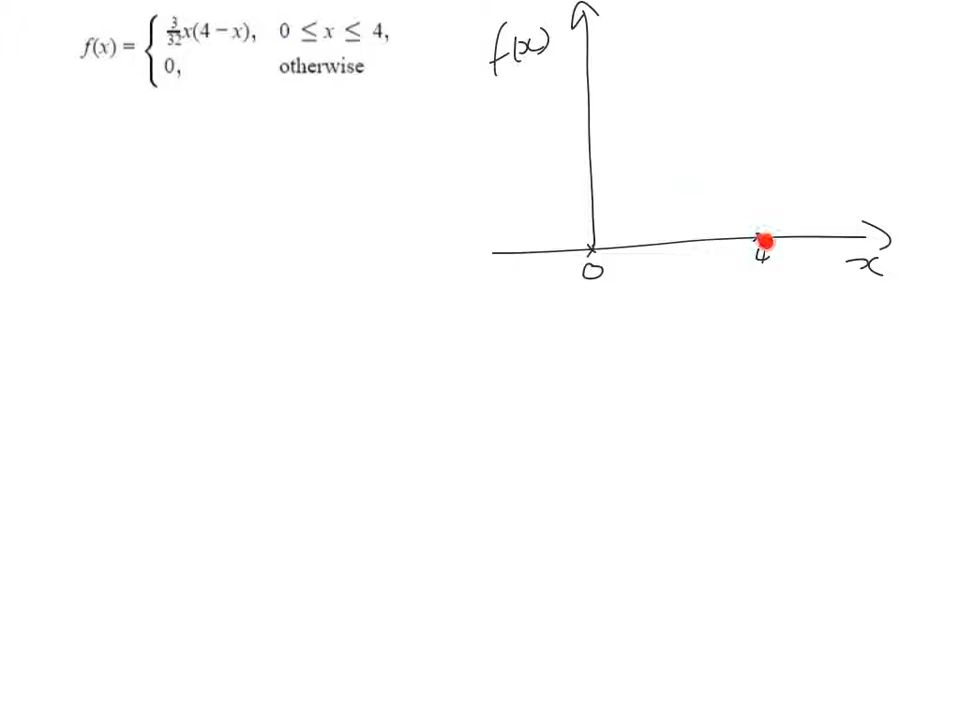 f(x) = { 3/32 x(4 − x), 0 ≤ x ≤ 4,
0, otherwise
f(x)
0
4
x